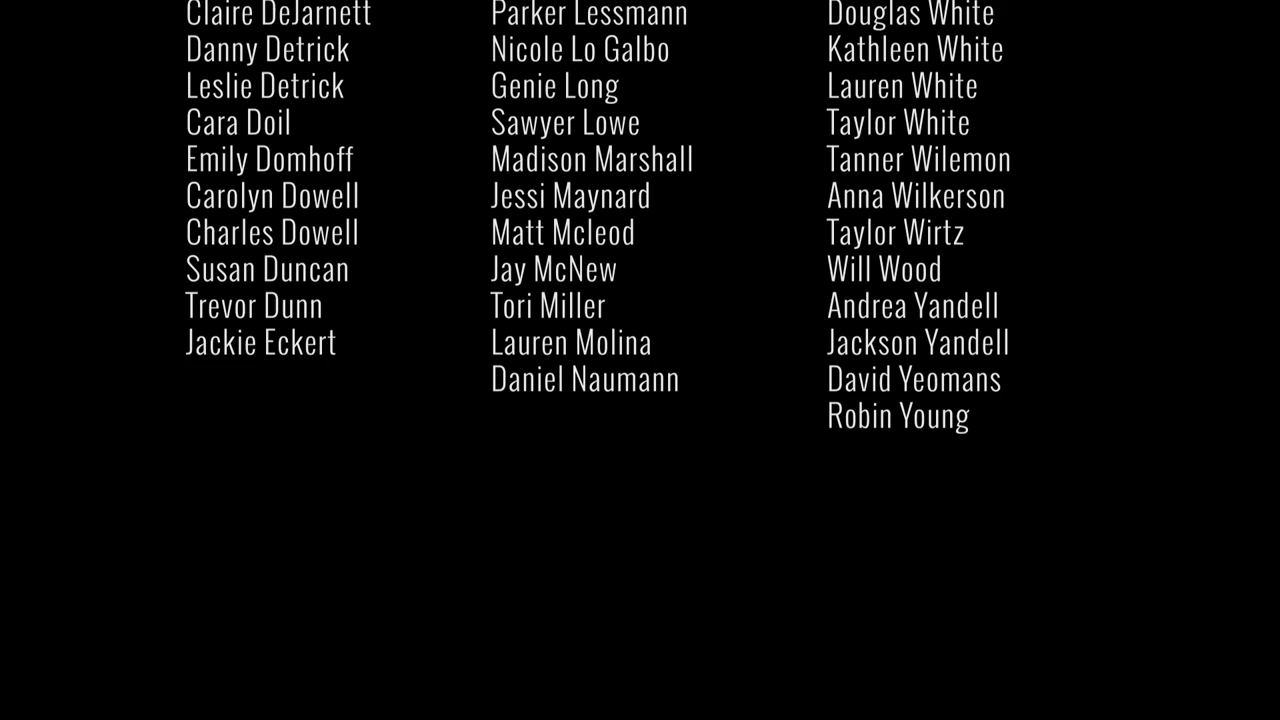 Claire DeJarnett
Danny Detrick
Leslie Detrick
Cara Doil
Emily Domhoff
Carolyn Dowell
Charles Dowell
Susan Duncan
Trevor Dunn
Jackie Eckert
Parker Lessmann
Nicole Lo Galbo
Genie Long
Sawyer Lowe
Madison Marshall
Jessi Maynard
Matt Mcleod
Jay McNew
Tori Miller
Lauren Molina
Daniel Naumann
Douglas White
Kathleen White
Lauren White
Taylor White
Tanner Wilemon
Anna Wilkerson
Taylor Wirtz
Will Wood
Andrea Yandell
Jackson Yandell
David Yeomans
Robin Young